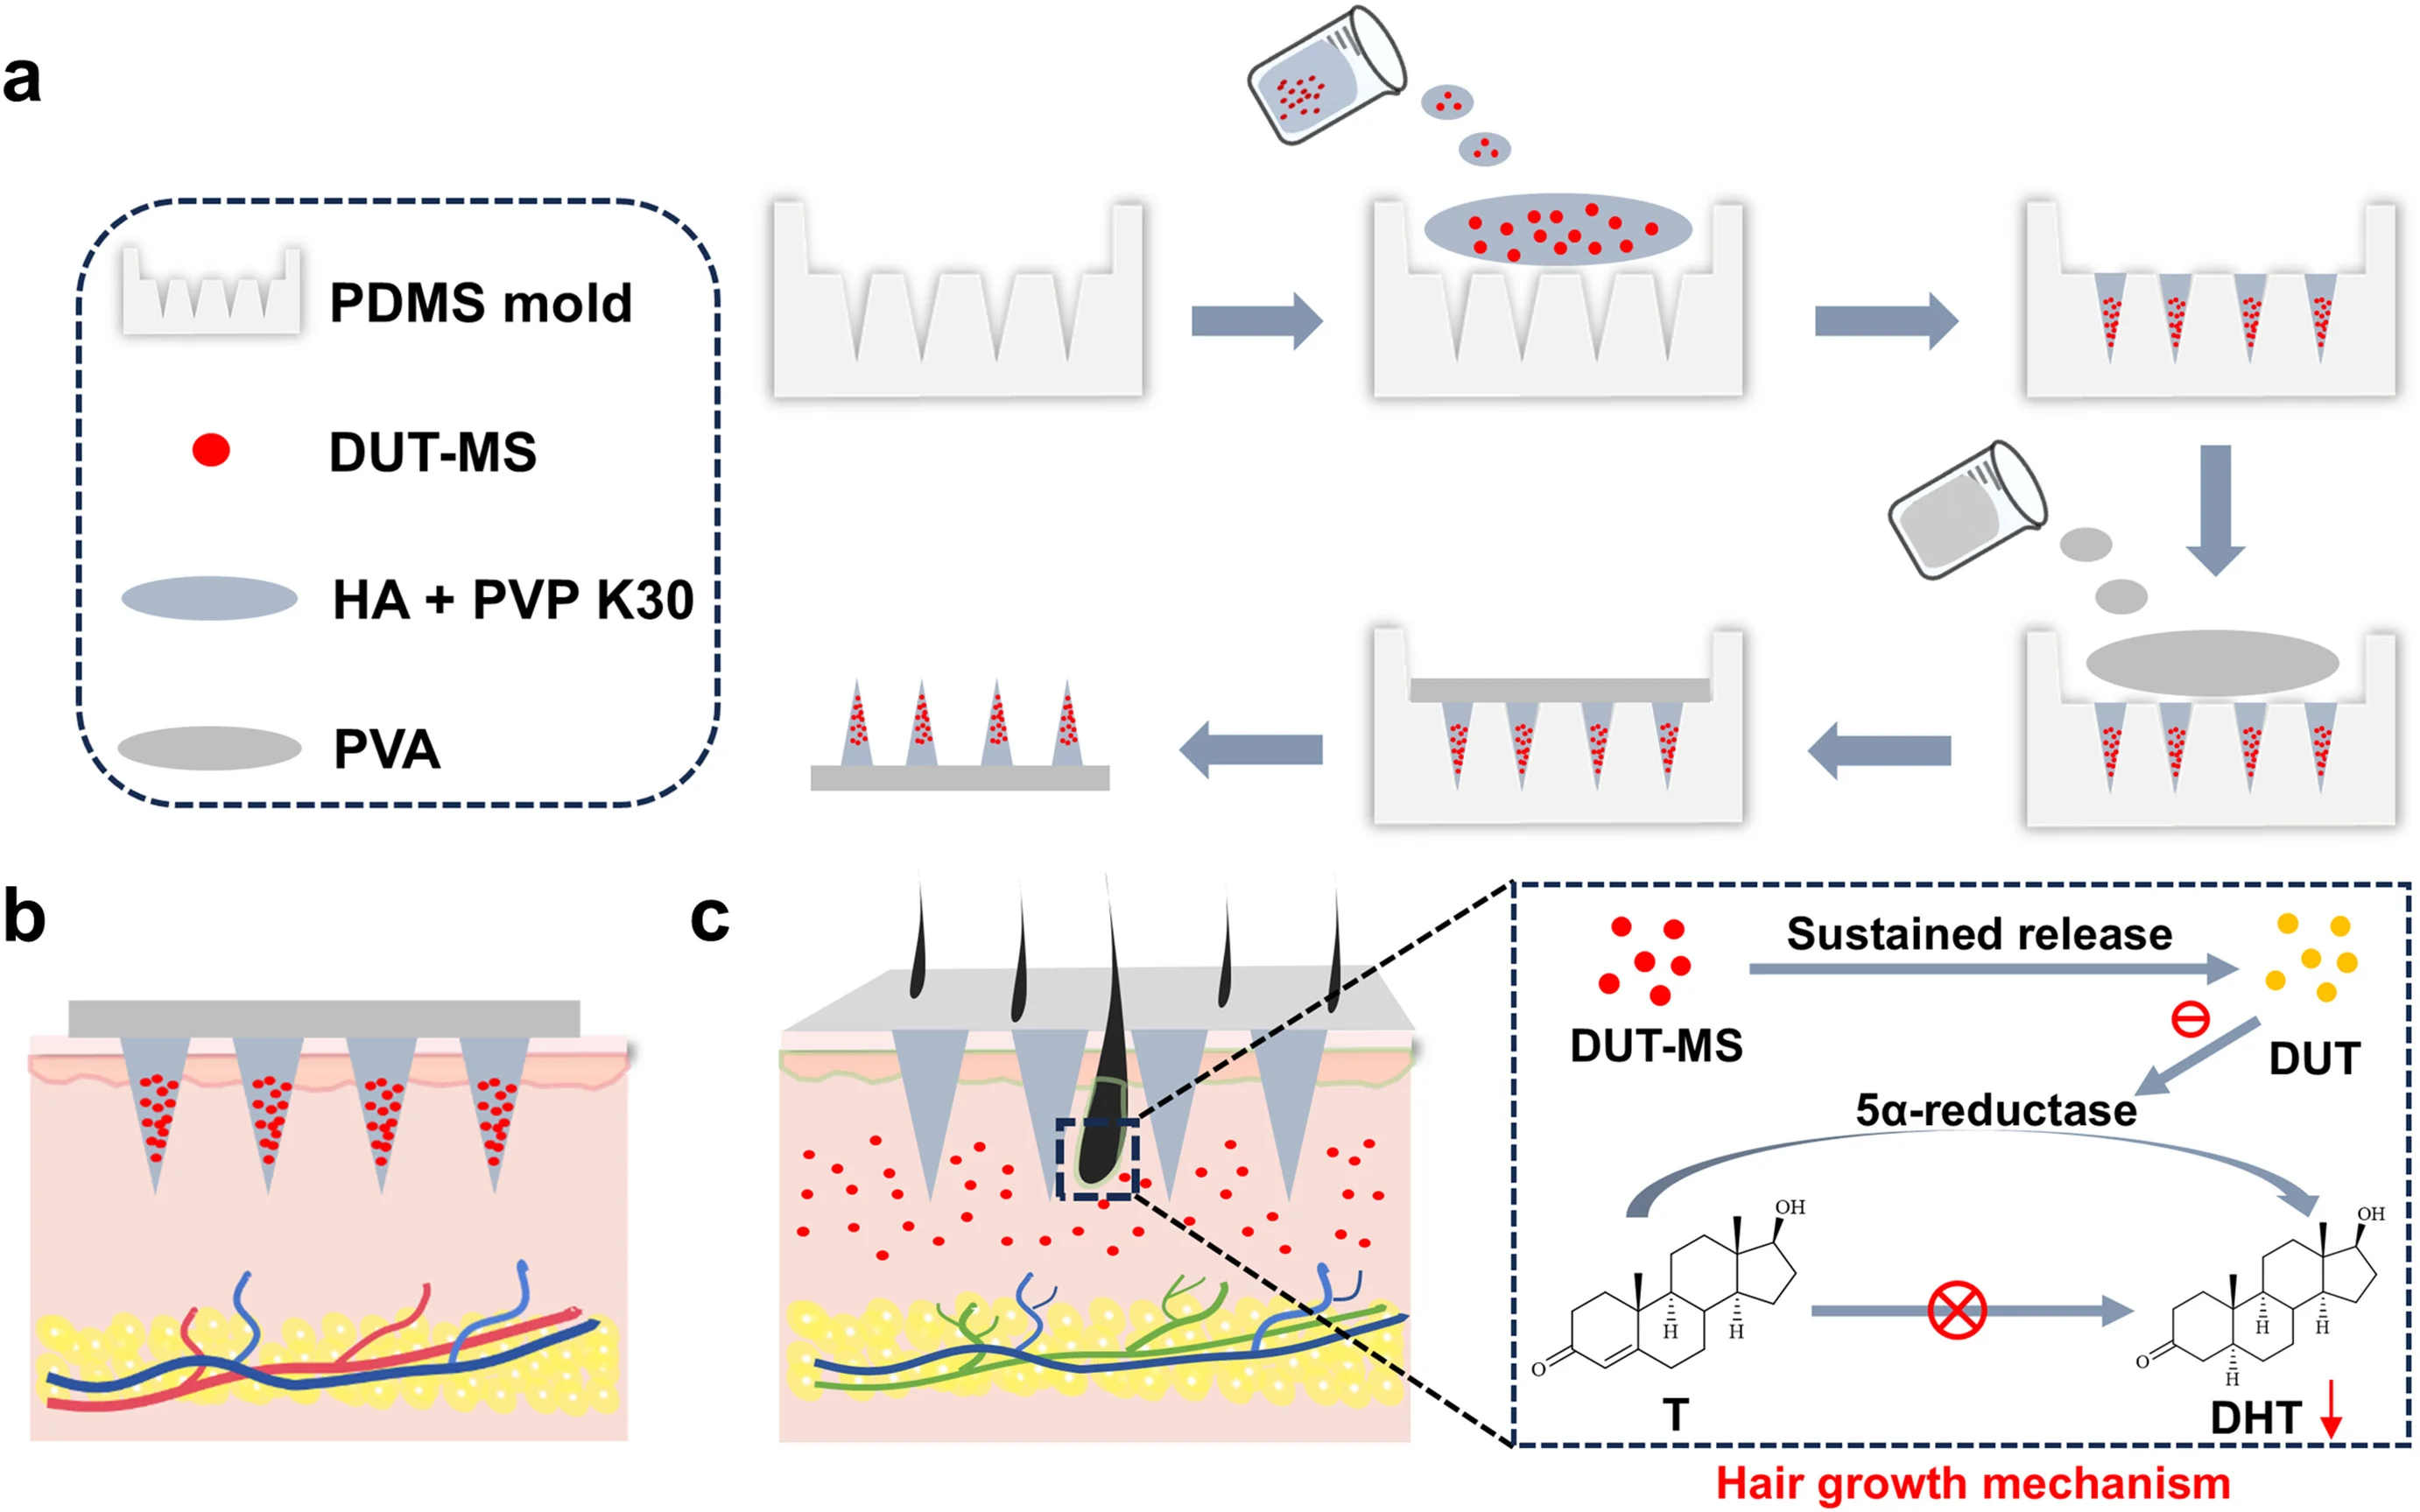 a
PDMS mold
DUT-MS
HA + PVP K30
PVA
b
c
Sustained release
DUT-MS
DUT
5α-reductase
OH
H
H
O
T
OH
H
H
O
H
DHT
Hair growth mechanism